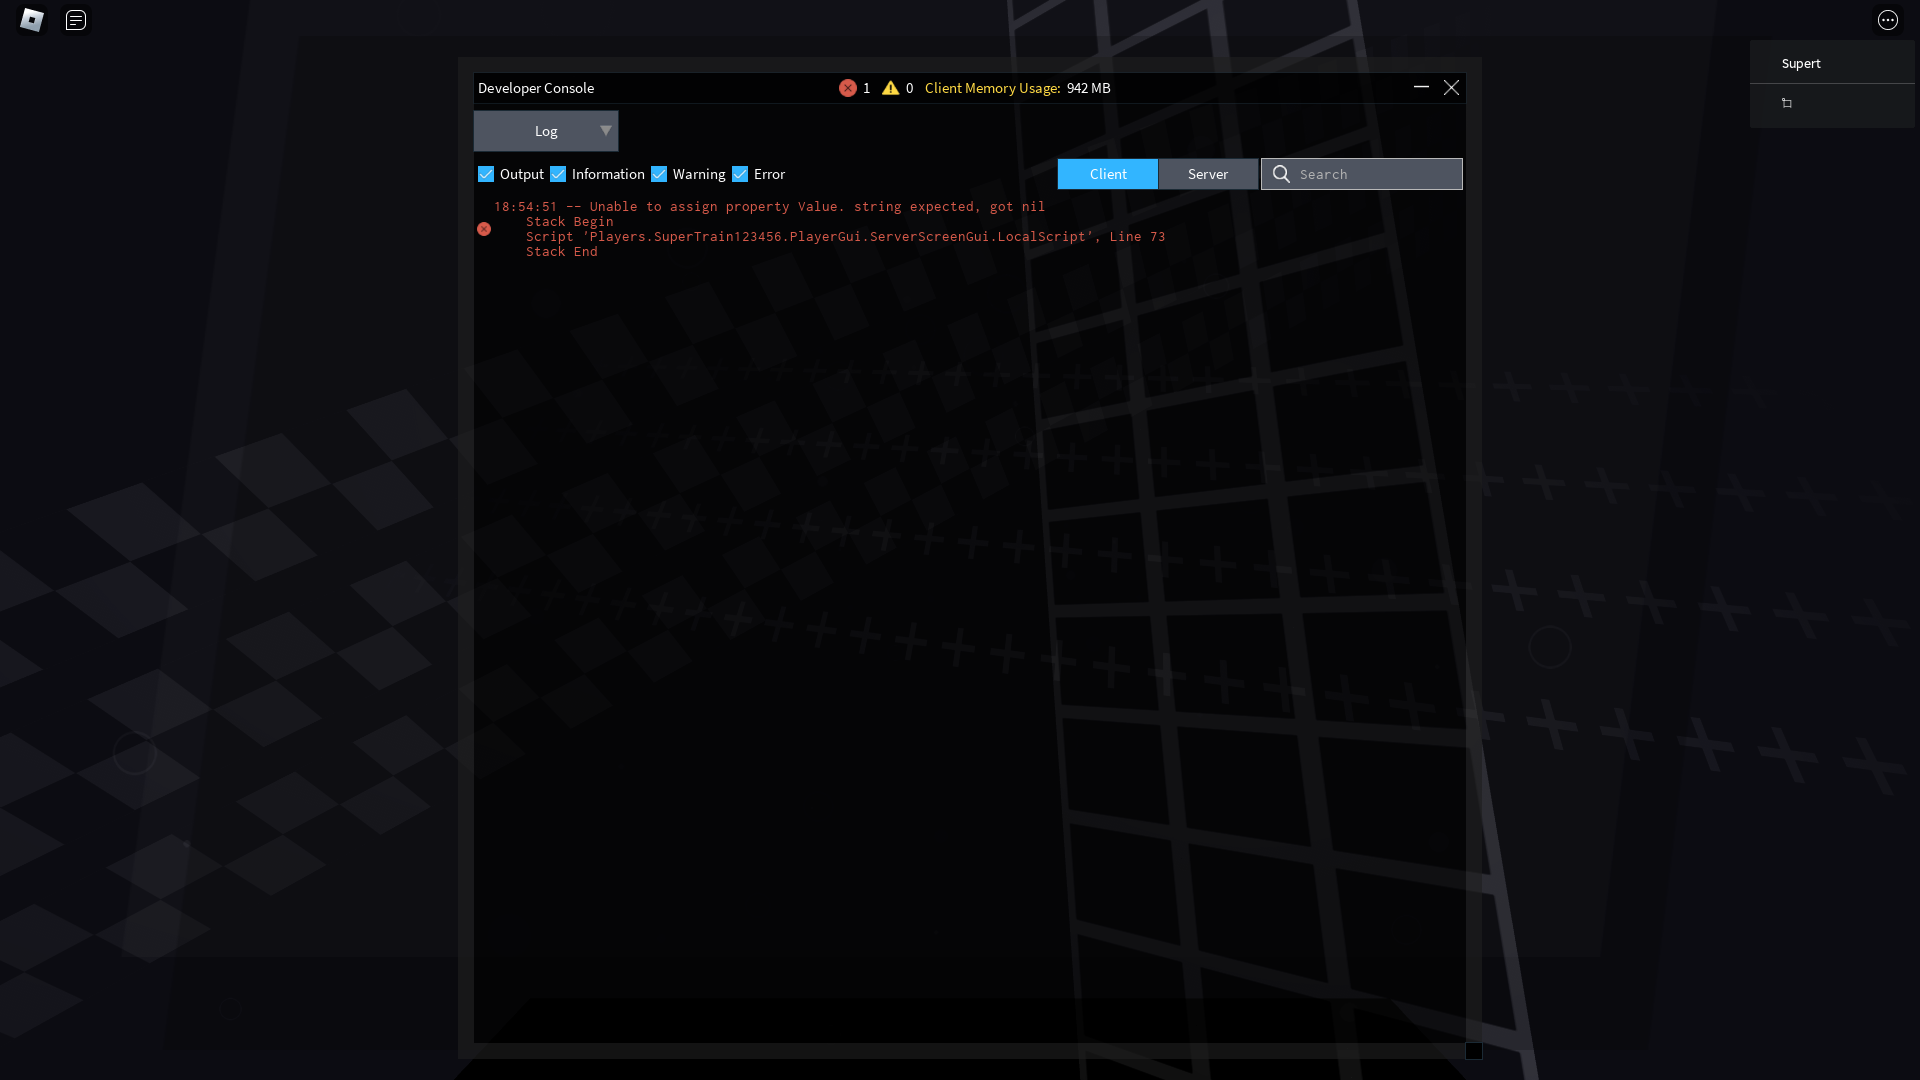 Supert
Developer Console
1
0
Client Memory Usage: 942 MB
Log
Output
Information
Warning
Error
Client
Server
Search
18:54:51 -- Unable to assign property Value. string expected, got nil
Stack Begin
Script 'Players.SuperTrain123456.PlayerGui.ServerScreenGui.LocalScript', Line 73
Stack End